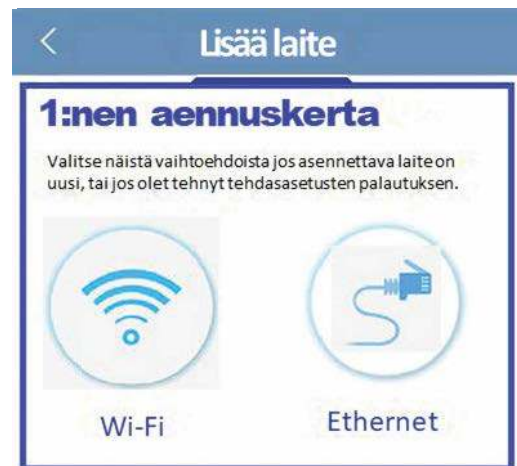 Lisää laite
1:nen aennuskerta
Valitse näistä vaihtoehdoista jos asennettava laite on
uusi, tai jos olet tehnyt tehdasasetusten palautuksen.
Wi-Fi
Ethernet